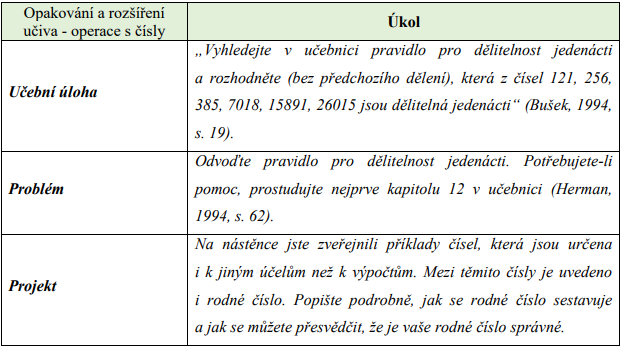 Opakování a rozšíření
učiva - operace s čísly
Úkol
Učební úloha
„Vyhledejte v učebnici pravidlo pro dělitelnost jedenácti
a rozhodněte (bez předchozího dělení), která z čísel 121, 256,
385, 7018, 15891, 26015 jsou dělitelná jedenácti“ (Bušek, 1994,
s. 19).
Problém
Odvoďte pravidlo pro dělitelnost jedenácti. Potřebujete-li
pomoc, prostudujte nejprve kapitolu 12 v učebnici (Herman,
1994, s. 62).
Projekt
Na nástěnce jste zveřejnili příklady čísel, která jsou určena
i k jiným účelům než k výpočtům. Mezi těmito čísly je uvedeno
i rodné číslo. Popište podrobně, jak se rodné číslo sestavuje
a jak se můžete přesvědčit, že je vaše rodné číslo správné.